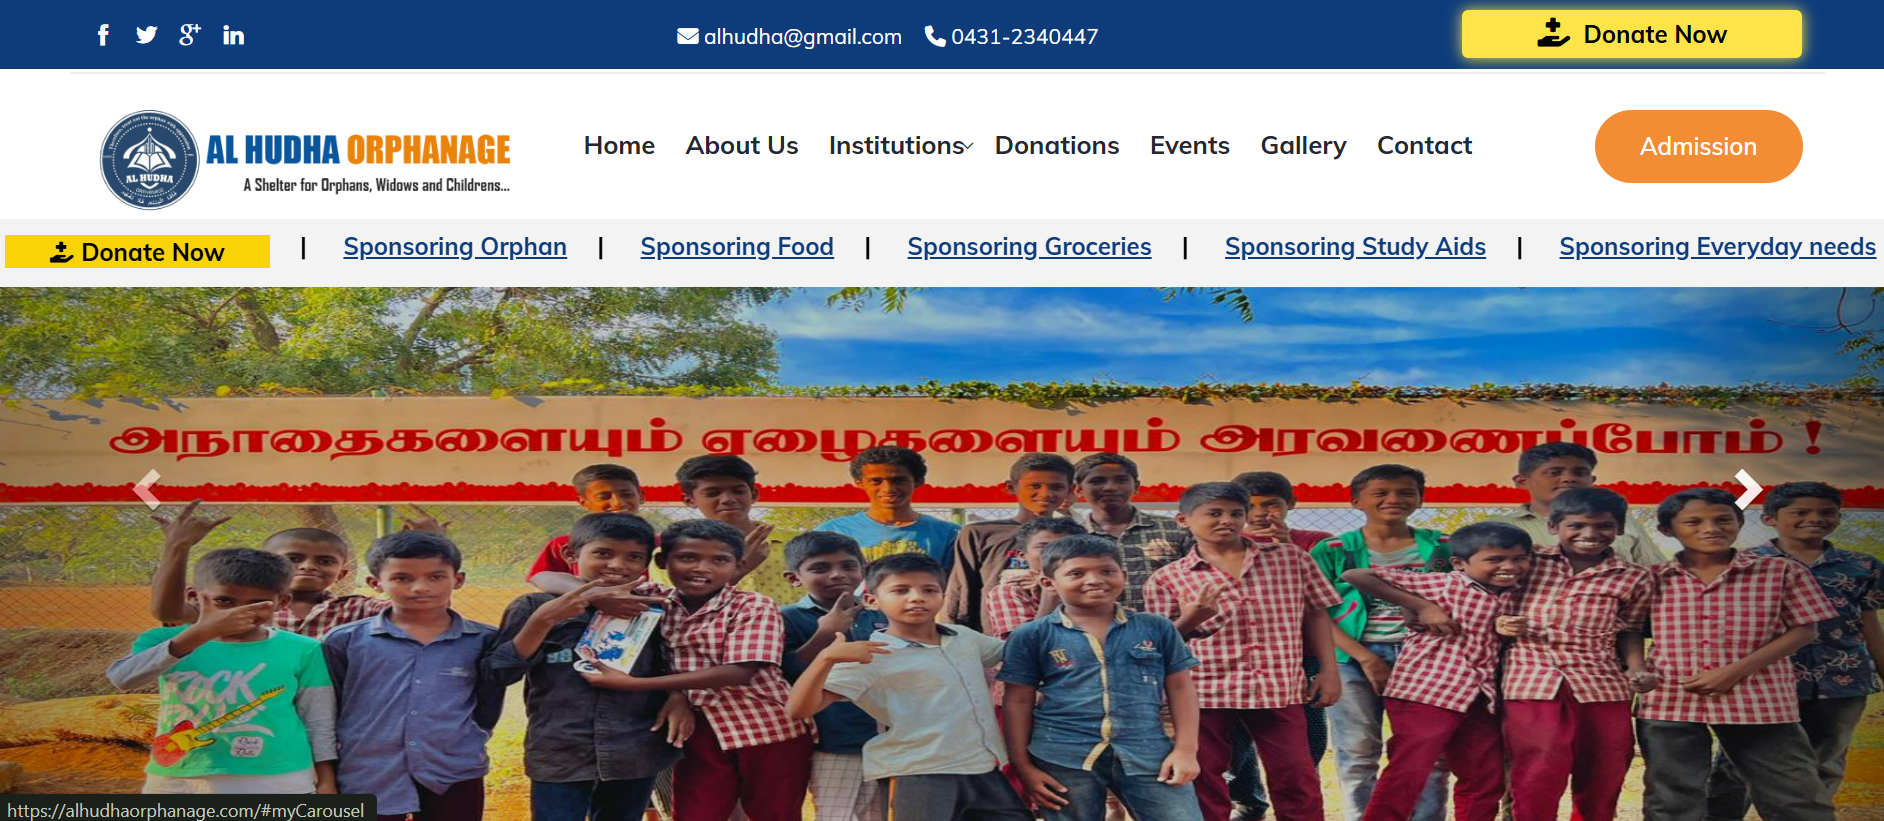 alhudha@gmail.com 0431-2340447
Donate Now
AL HUDHA ORPHANAGE
A Shelter for Orphans, Widows and Childrens...
AL HUDHA
Home About Us Institutions Donations Events Gallery Contact
Admission
Donate Now | Sponsoring Orphan | Sponsoring Food | Sponsoring Groceries | Sponsoring Study Aids | Sponsoring Everyday needs
அநாதைகளையும் ஏழைகளையும் அரவணைப்போம் !
ROCK
https://alhudhaorphanage.com/#myCarousel